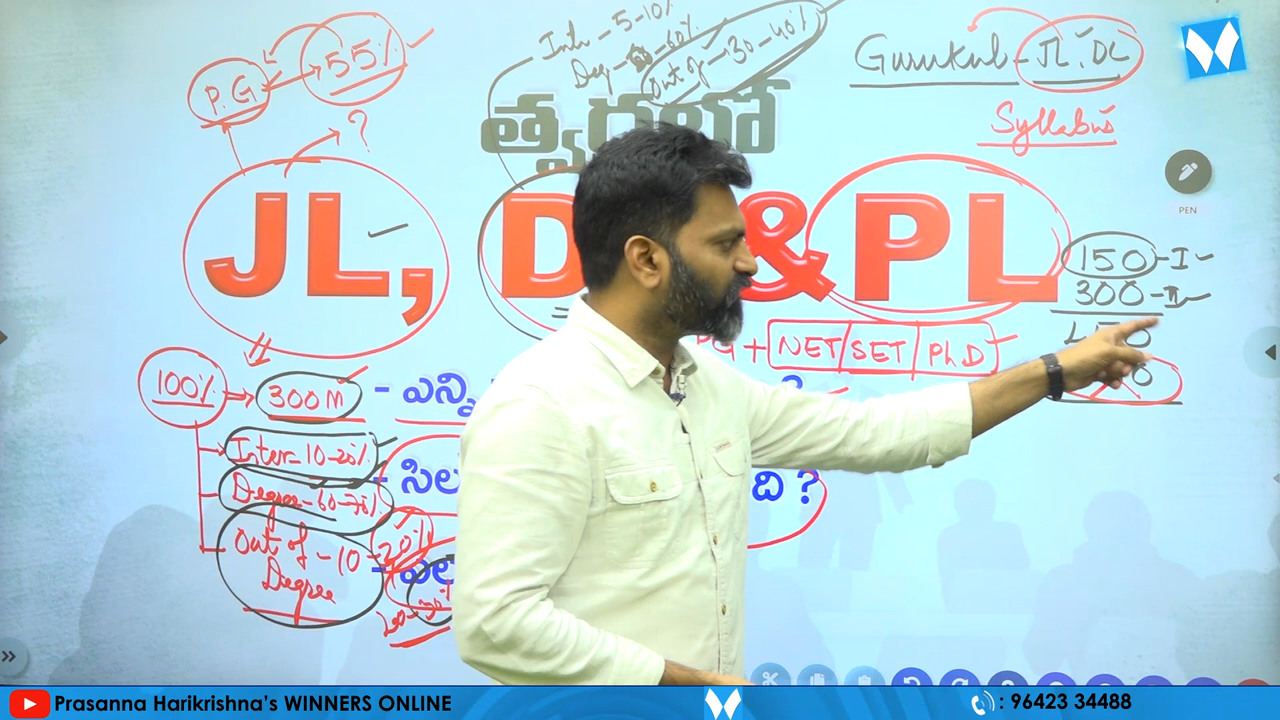 Inter - 5-10%
Deg - 60%
Out of - 30-40%
Gurukul - JL, DL
Syllabus
55%
P.G
?
త్వరలో
JL, D & PL
150 - I
300 - II
PG + NET/SET/Ph.D
100% → 300M
- ఎన్ని ?
Inter - 10-20%
Degree - 60-70%
- సిల ది ?
Out of - 10-20%
Degree
PEN
Prasanna Harikrishna's WINNERS ONLINE
: 96423 34488